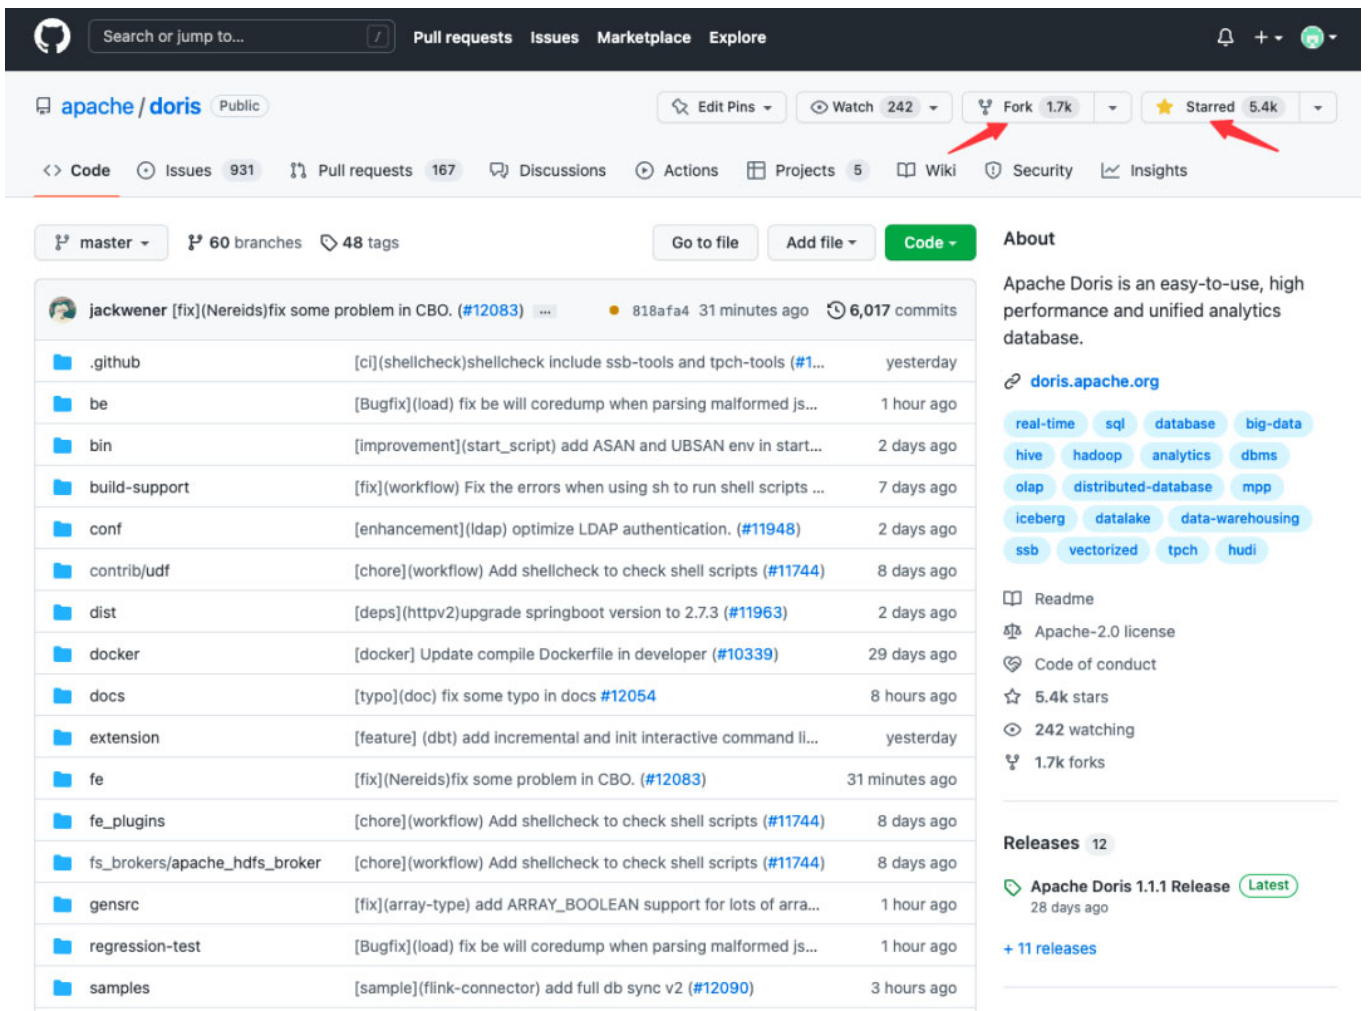 Search or jump to... / Pull requests Issues Marketplace Explore
apache / doris Public Edit Pins Watch 242 Fork 1.7k Starred 5.4k
Code Issues 931 Pull requests 167 Discussions Actions Projects 5 Wiki Security Insights
master 60 branches 48 tags Go to file Add file Code
jackwener [fix](Nereids)fix some problem in CBO. (#12083) ... 818afa4 31 minutes ago 6,017 commits
.github [ci](shellcheck)shellcheck include ssb-tools and tpch-tools (#1... yesterday
be [Bugfix](load) fix be will coredump when parsing malformed js... 1 hour ago
bin [improvement](start_script) add ASAN and UBSAN env in start... 2 days ago
build-support [fix](workflow) Fix the errors when using sh to run shell scripts ... 7 days ago
conf [enhancement](ldap) optimize LDAP authentication. (#11948) 2 days ago
contrib/udf [chore](workflow) Add shellcheck to check shell scripts (#11744) 8 days ago
dist [deps](httpv2)upgrade springboot version to 2.7.3 (#11963) 2 days ago
docker [docker] Update compile Dockerfile in developer (#10339) 29 days ago
docs [typo](doc) fix some typo in docs #12054 8 hours ago
extension [feature] (dbt) add incremental and init interactive command li... yesterday
fe [fix](Nereids)fix some problem in CBO. (#12083) 31 minutes ago
fe_plugins [chore](workflow) Add shellcheck to check shell scripts (#11744) 8 days ago
fs_brokers/apache_hdfs_broker [chore](workflow) Add shellcheck to check shell scripts (#11744) 8 days ago
gensrc [fix](array-type) add ARRAY_BOOLEAN support for lots of arra... 1 hour ago
regression-test [Bugfix](load) fix be will coredump when parsing malformed js... 1 hour ago
samples [sample](flink-connector) add full db sync v2 (#12090) 3 hours ago
About
Apache Doris is an easy-to-use, high
performance and unified analytics
database.
doris.apache.org
real-time sql database big-data
hive hadoop analytics dbms
olap distributed-database mpp
iceberg datalake data-warehousing
ssb vectorized tpch hudi
Readme
Apache-2.0 license
Code of conduct
5.4k stars
242 watching
1.7k forks
Releases 12
Apache Doris 1.1.1 Release Latest
28 days ago
+ 11 releases